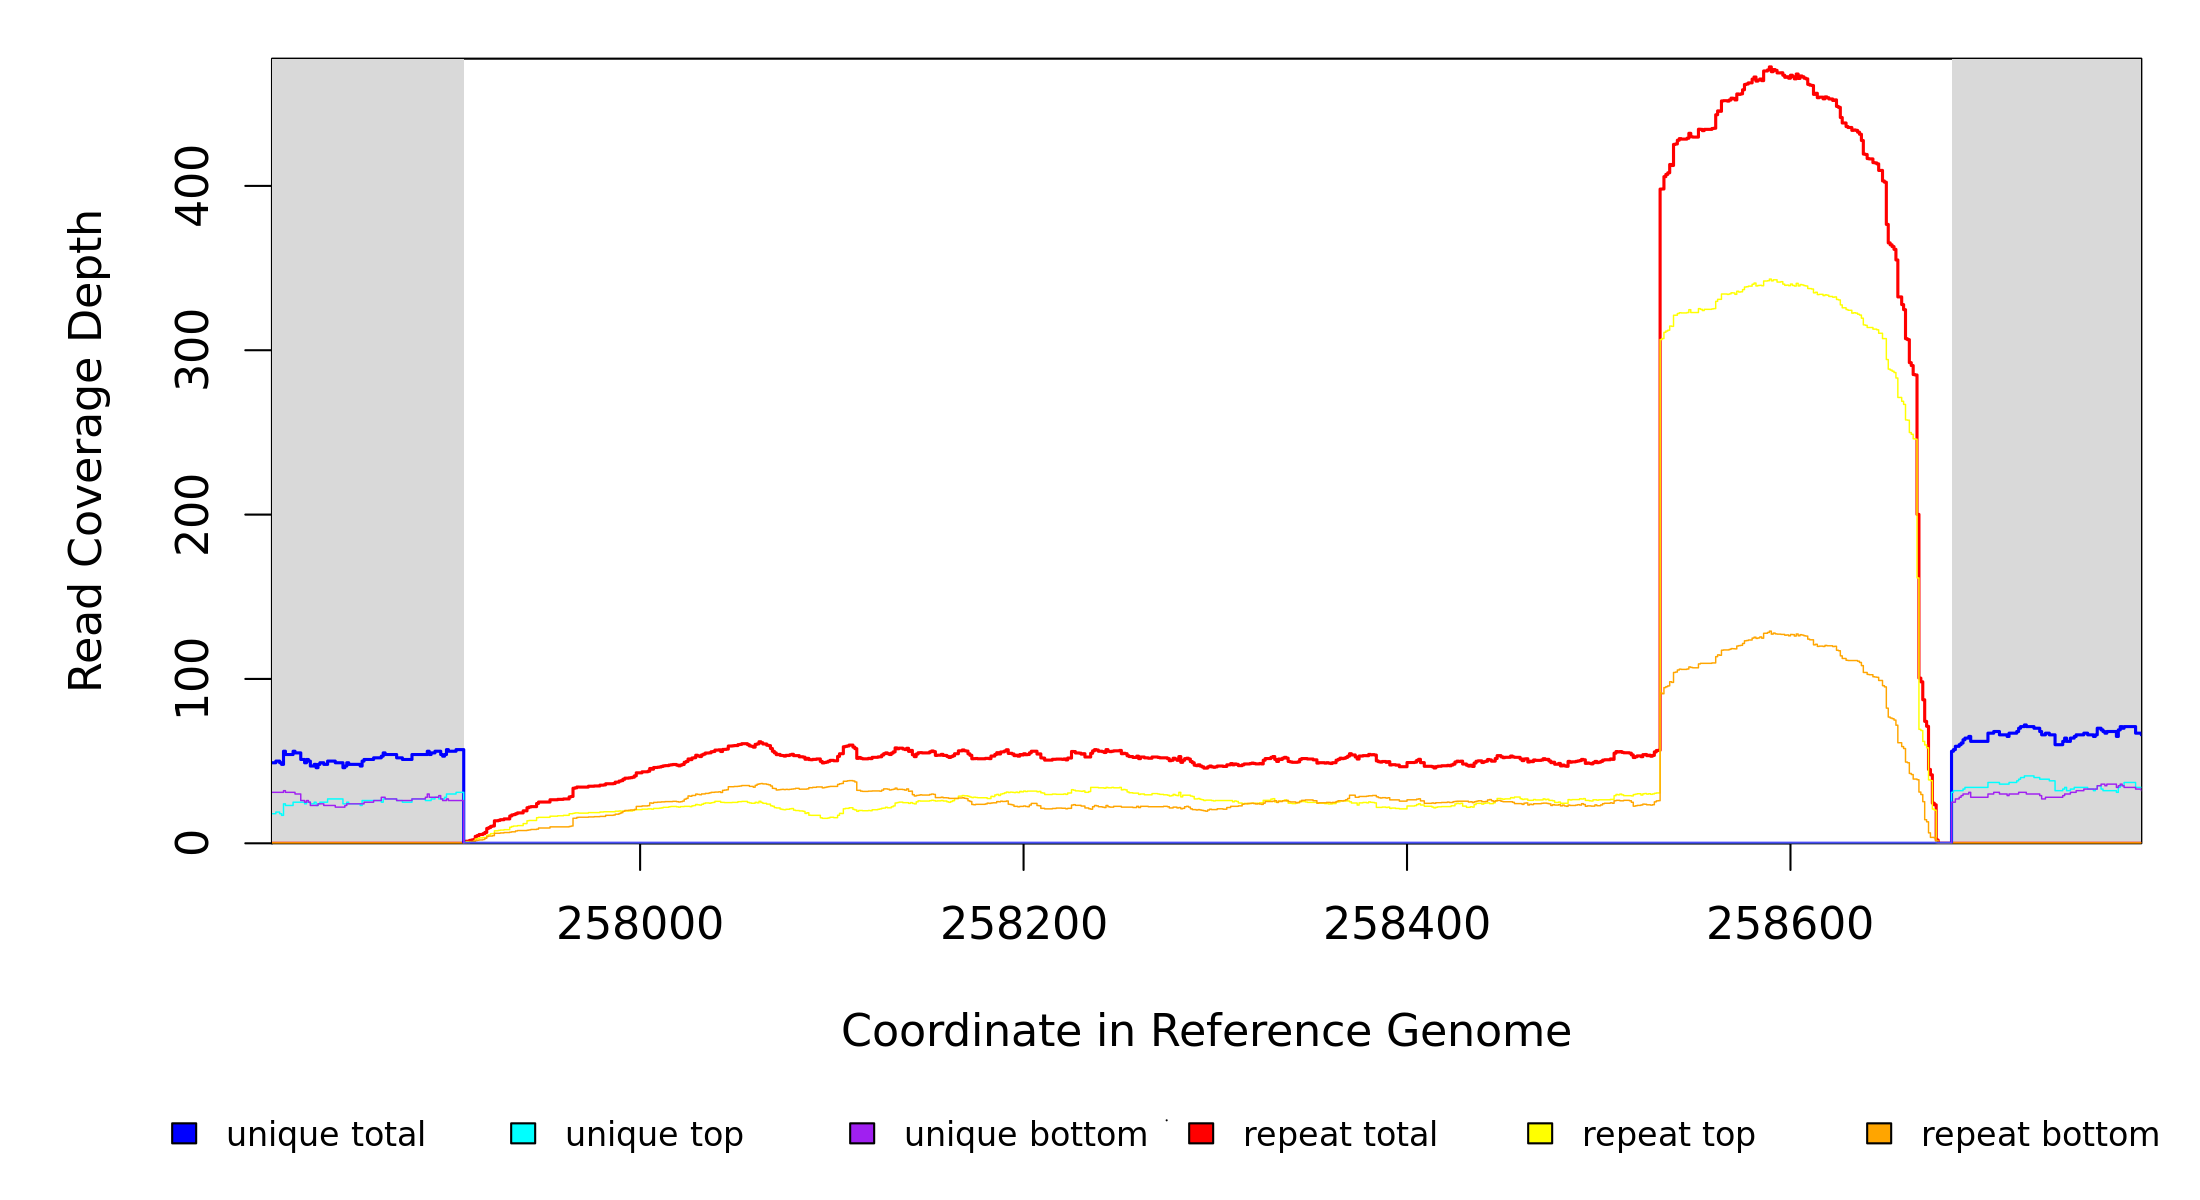 Read Coverage Depth
400
300
200
100
0
258000 258200 258400 258600
Coordinate in Reference Genome
unique total unique top unique bottom repeat total repeat top repeat bottom